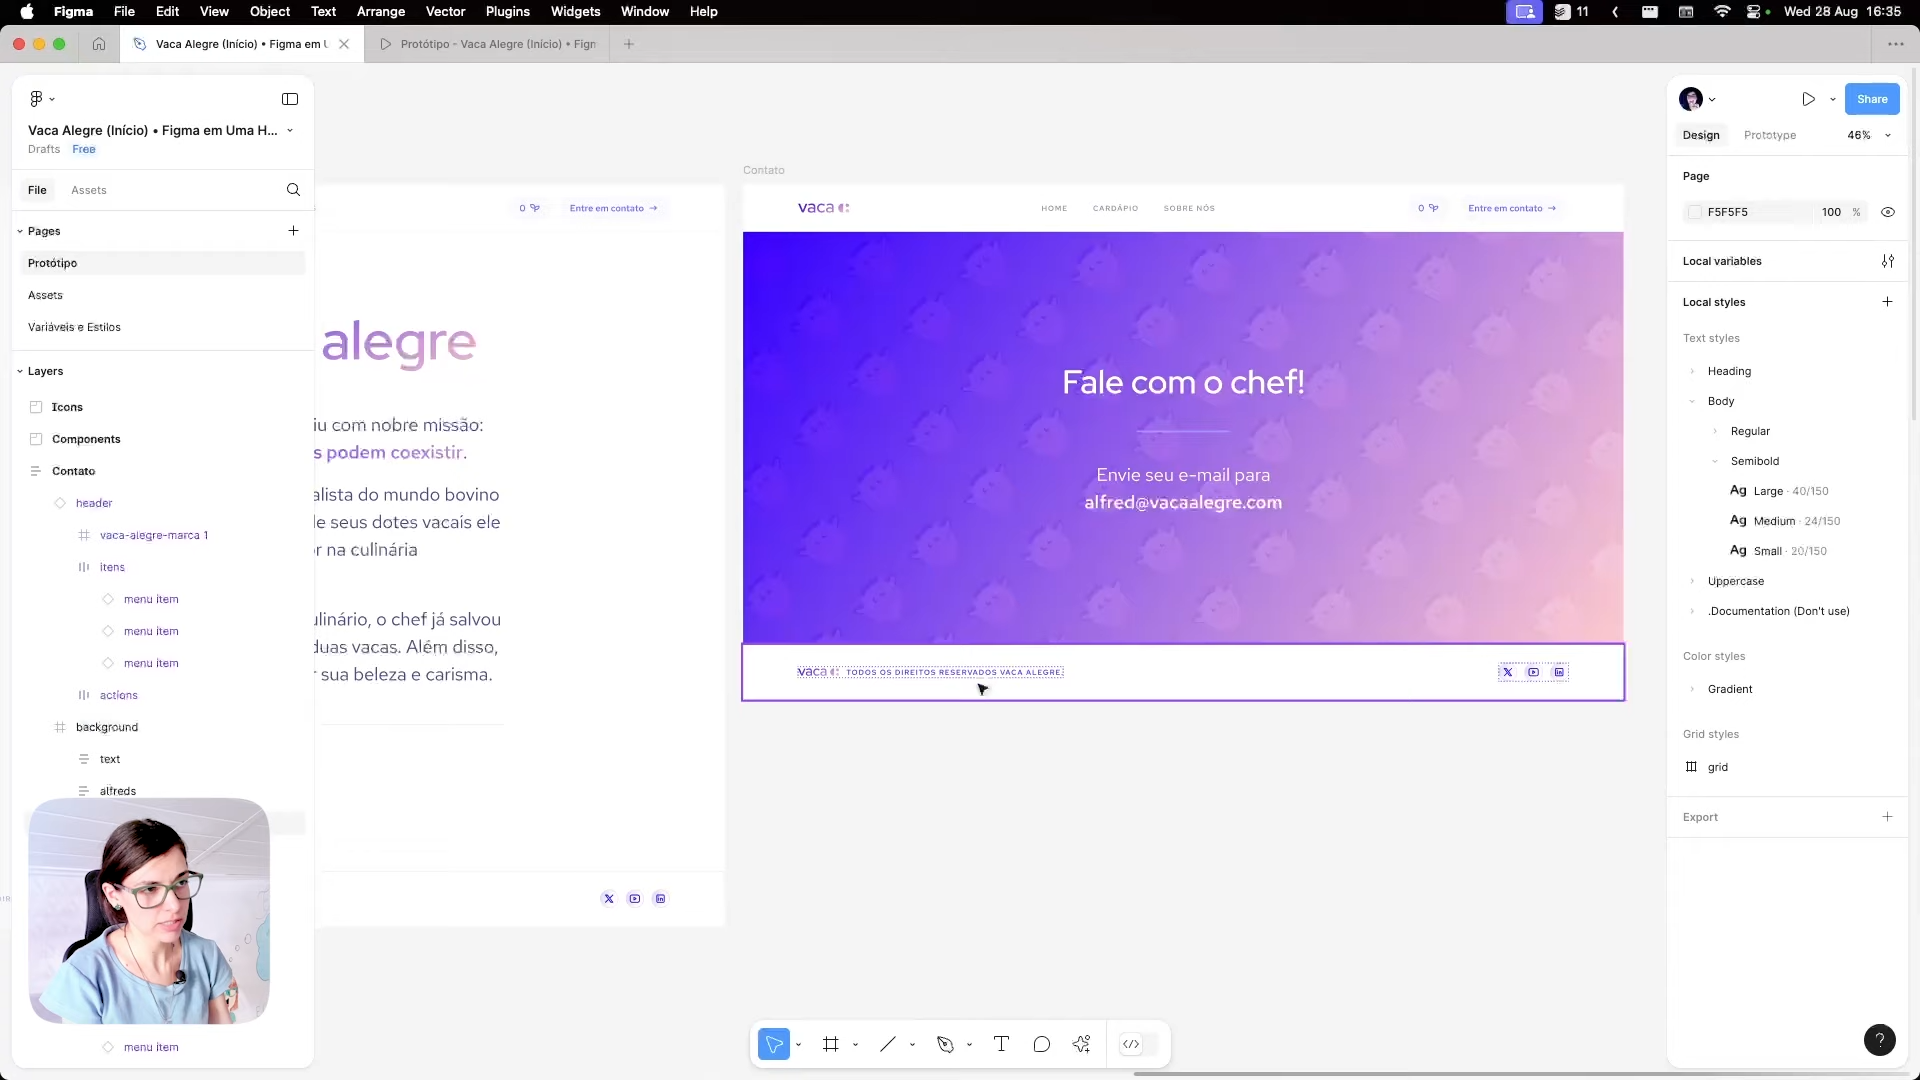 Figma File Edit View Object Text Arrange Vector Plugins Widgets Window Help
11 Wed 28 Aug 16:35
Vaca Alegre (Início) • Figma em U
Protótipo - Vaca Alegre (Início) • Figm
Vaca Alegre (Início) • Figma em Uma H...
Drafts Free
File Assets
Pages
Protótipo
Assets
Variáveis e Estilos
Layers
Icons
Components
Contato
header
vaca-alegre-marca 1
itens
menu item
menu item
menu item
actions
background
text
alfreds
menu item
0
Entre em contato →
alegre
iu com nobre missão:
s podem coexistir.
alista do mundo bovino
le seus dotes vacais ele
r na culinária
ulinário, o chef já salvou
duas vacas. Além disso,
r sua beleza e carisma.
Contato
vaca
HOME CARDÁPIO SOBRE NÓS
0
Entre em contato →
Fale com o chef!
Envie seu e-mail para
alfred@vacaalegre.com
vaca TODOS OS DIREITOS RESERVADOS VACA ALEGRE
Share
Design Prototype 46%
Page
F5F5F5 100 %
Local variables
Local styles
Text styles
Heading
Body
Regular
Semibold
Ag Large · 40/150
Ag Medium · 24/150
Ag Small · 20/150
Uppercase
.Documentation (Don't use)
Color styles
Gradient
Grid styles
grid
Export
?